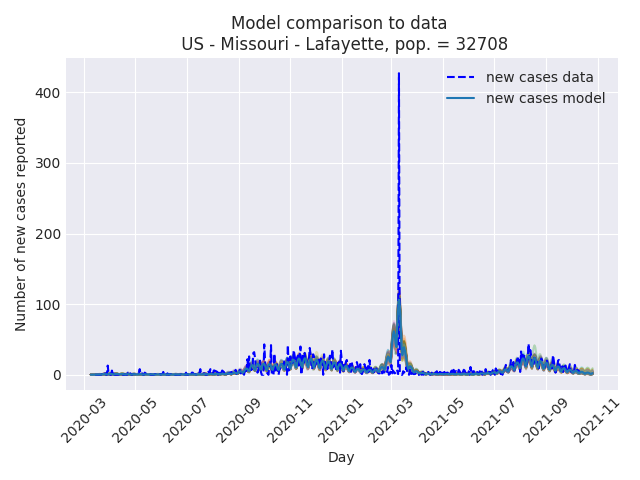 Model comparison to data
US - Missouri - Lafayette, pop. = 32708
new cases data
new cases model
Number of new cases reported
400
300
200
100
0
2020-03
2020-05
2020-07
2020-09
2020-11
2021-01
2021-03
2021-05
2021-07
2021-09
2021-11
Day